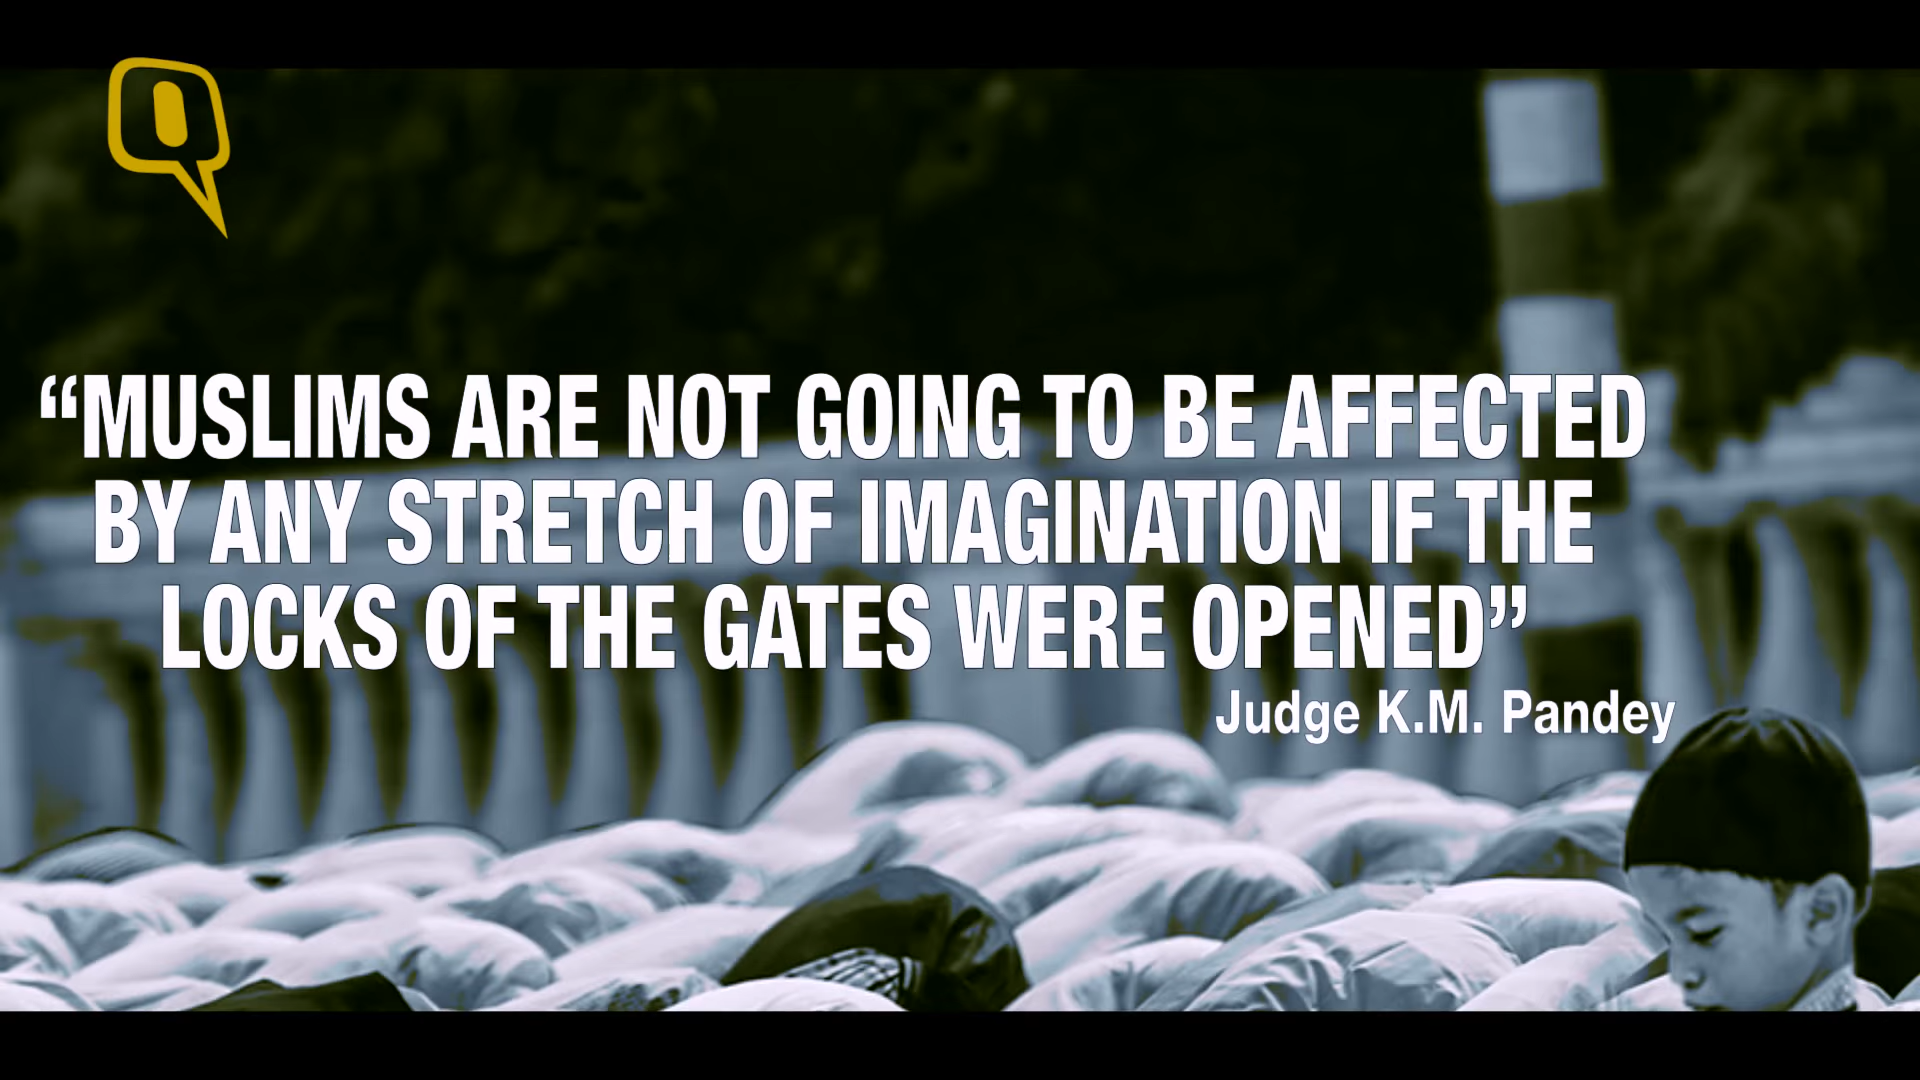 “MUSLIMS ARE NOT GOING TO BE AFFECTED
BY ANY STRETCH OF IMAGINATION IF THE
LOCKS OF THE GATES WERE OPENED”
Judge K.M. Pandey